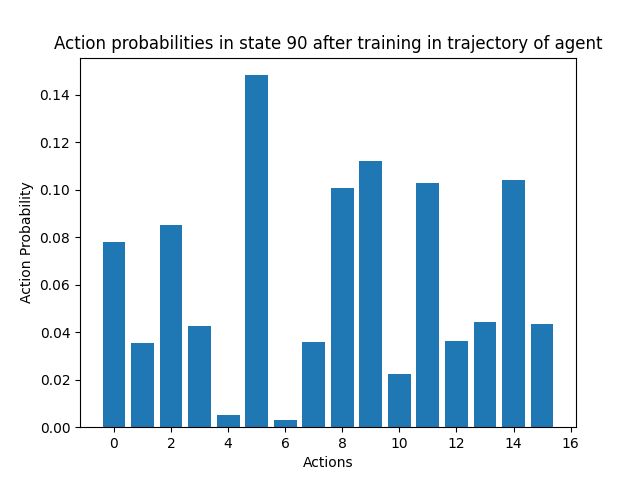 Action probabilities in state 90 after training in trajectory of agent
0.14
0.12
0.10
0.08
0.06
0.04
0.02
0.00
Action Probability
0 2 4 6 8 10 12 14 16
Actions